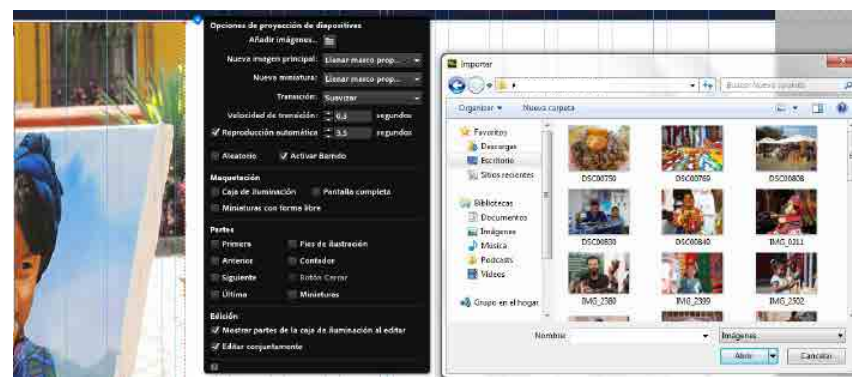 Opciones de proyección de diapositivas
Añadir imágenes...
Nueva imagen principal: Llenar marco prop...
Nueva miniatura: Llenar marco prop...
Transición: Suavizar
Velocidad de transición: 0,3 segundos
Reproducción automática 3,5 segundos
Aleatorio Activar Barrido
Maquetación
Caja de iluminación Pantalla completa
Miniaturas con forma libre
Partes
Primera Pies de ilustración
Anterior Contador
Siguiente Botón Cerrar
Última Miniaturas
Edición
Mostrar partes de la caja de iluminación al editar
Editar conjuntamente
Importar
Buscar Nueva carpeta
Organizar Nueva carpeta
Favoritos
Descargas
Escritorio
Sitios recientes
Bibliotecas
Documentos
Imágenes
Música
Podcasts
Vídeos
Grupo en el hogar
DSC00759 DSC00769 DSC00808
DSC00840 IMG_0211
IMG_2380 IMG_2399 IMG_2502
Nombre: Imágenes
Abrir Cancelar